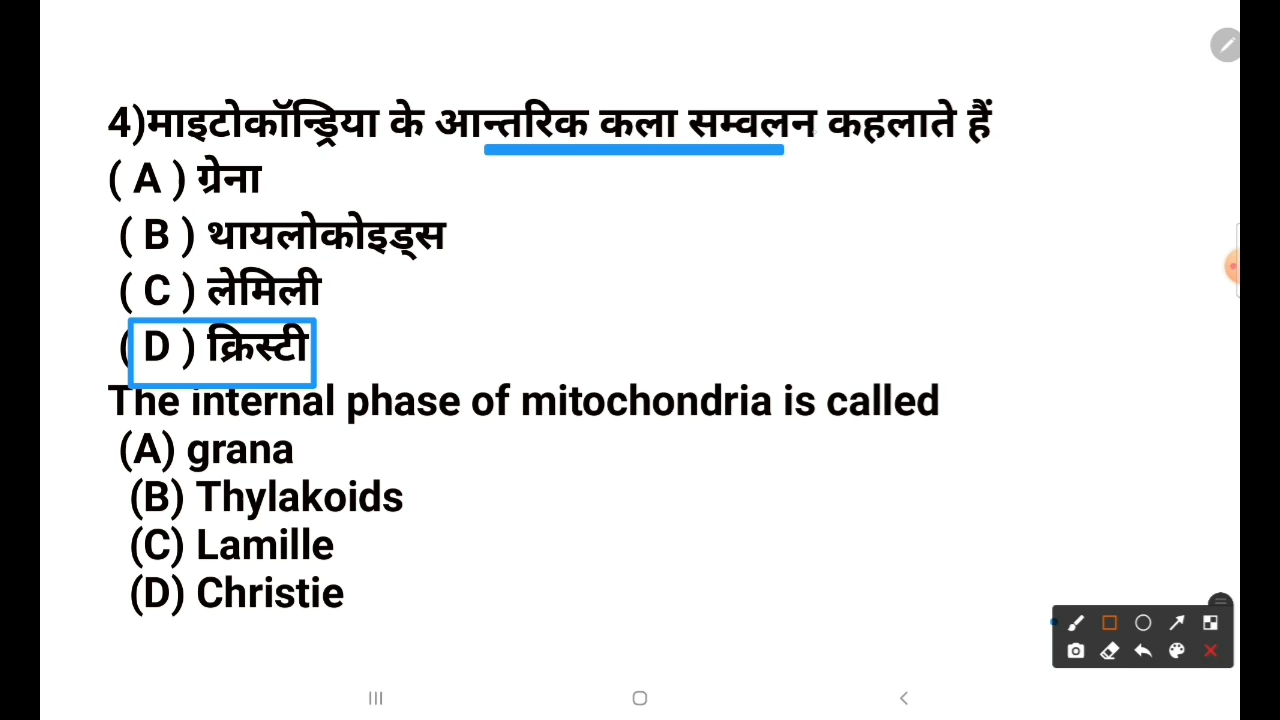 4)माइटोकॉन्ड्रिया के आन्तरिक कला सम्वलन कहलाते हैं
( A ) ग्रेना
( B ) थायलोकोइड्स
( C ) लेमिली
( D ) क्रिस्टी
The internal phase of mitochondria is called
(A) grana
(B) Thylakoids
(C) Lamille
(D) Christie